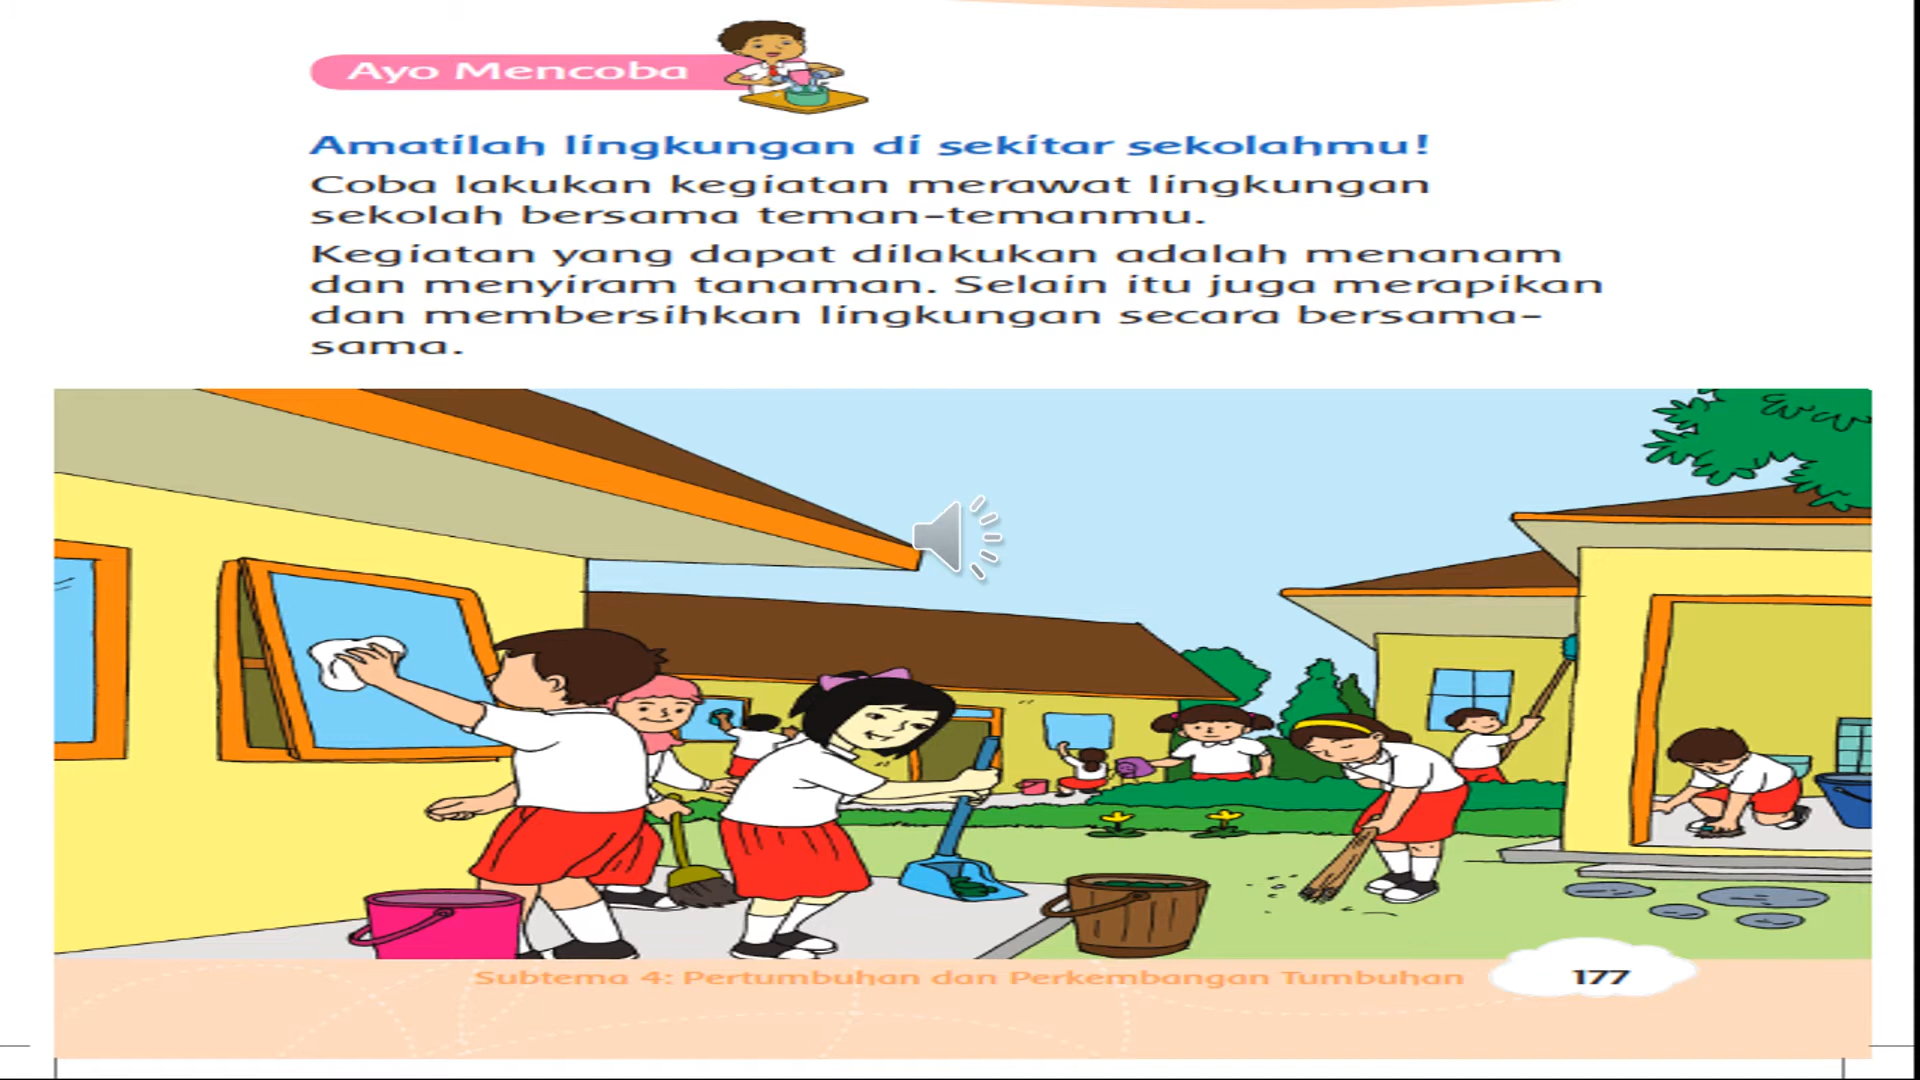 Ayo Mencoba
Amatilah lingkungan di sekitar sekolahmu!
Coba lakukan kegiatan merawat lingkungan
sekolah bersama teman-temanmu.
Kegiatan yang dapat dilakukan adalah menanam
dan menyiram tanaman. Selain itu juga merapikan
dan membersihkan lingkungan secara bersama-
sama.
Subtema 4: Pertumbuhan dan Perkembangan Tumbuhan
177